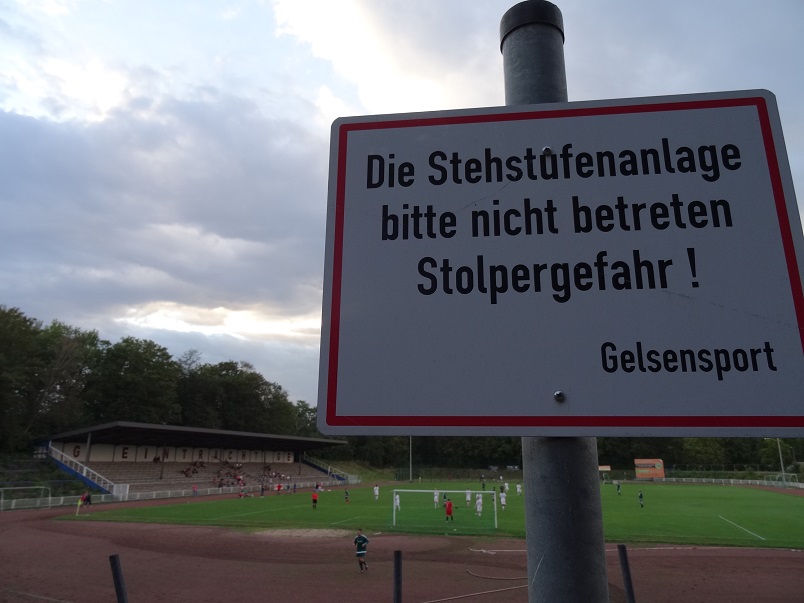 Die Stehstufenanlage
bitte nicht betreten
Stolpergefahr !
Gelsensport